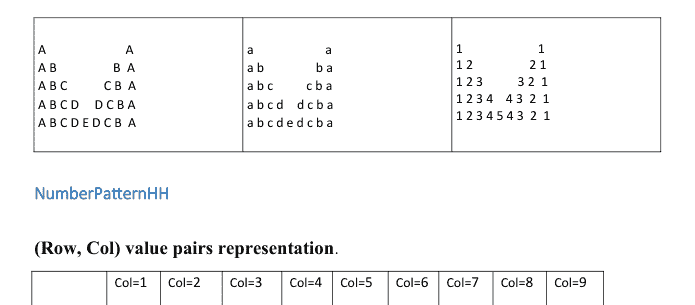 A A
A B B A
A B C C B A
A B C D D C B A
A B C D E D C B A
a a
a b b a
a b c c b a
a b c d d c b a
a b c d e d c b a
1 1
1 2 2 1
1 2 3 3 2 1
1 2 3 4 4 3 2 1
1 2 3 4 5 4 3 2 1
NumberPatternHH
(Row, Col) value pairs representation.
Col=1 Col=2 Col=3 Col=4 Col=5 Col=6 Col=7 Col=8 Col=9